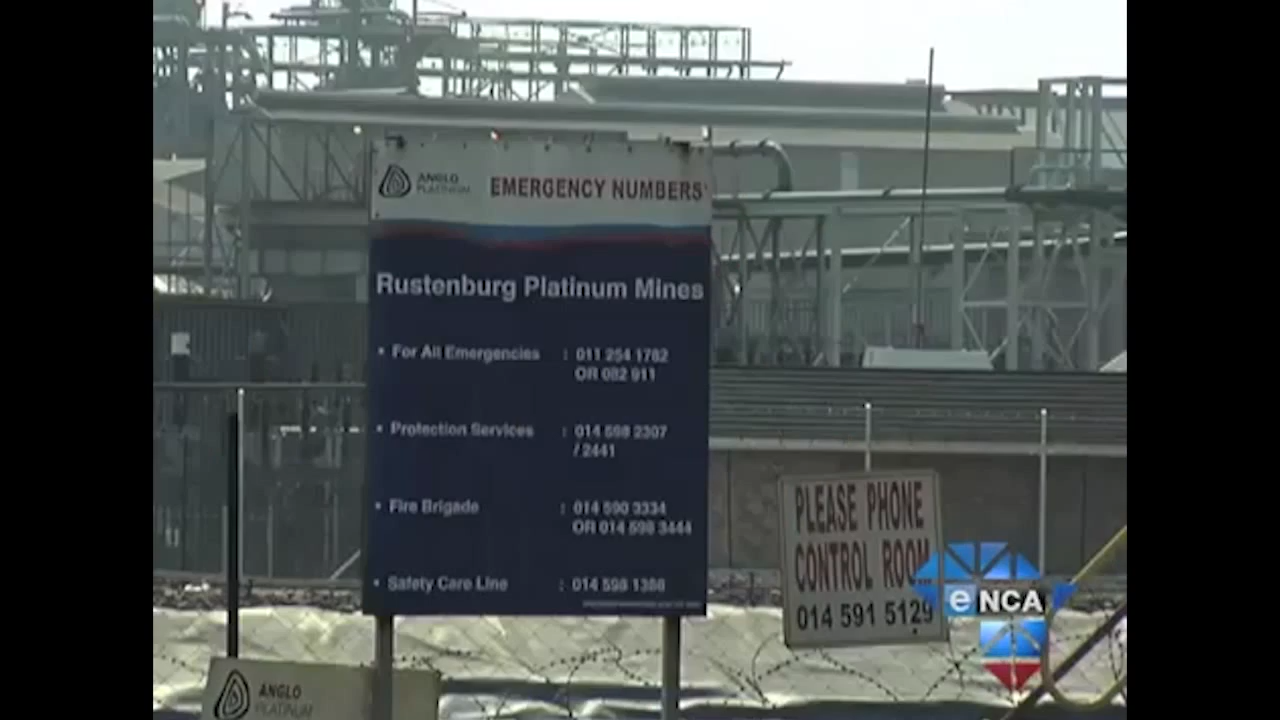 ANGLO
PLATINUM
EMERGENCY NUMBERS
Rustenburg Platinum Mines
• For All Emergencies : 011 254 1782
OR 082 911
• Protection Services : 014 598 2307
/ 2441
• Fire Brigade : 014 590 3334
OR 014 598 3444
• Safety Care Line : 014 598 1388
PLEASE PHONE
CONTROL ROOM
014 591 5129
eNCA
ANGLO
PLATINUM